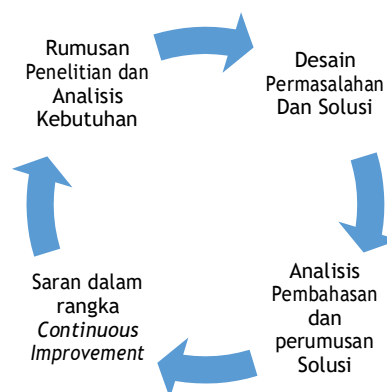 Rumusan
Penelitian dan
Analisis
Kebutuhan
Desain
Permasalahan
Dan Solusi
Analisis
Pembahasan
dan
perumusan
Solusi
Saran dalam
rangka
Continuous
Improvement